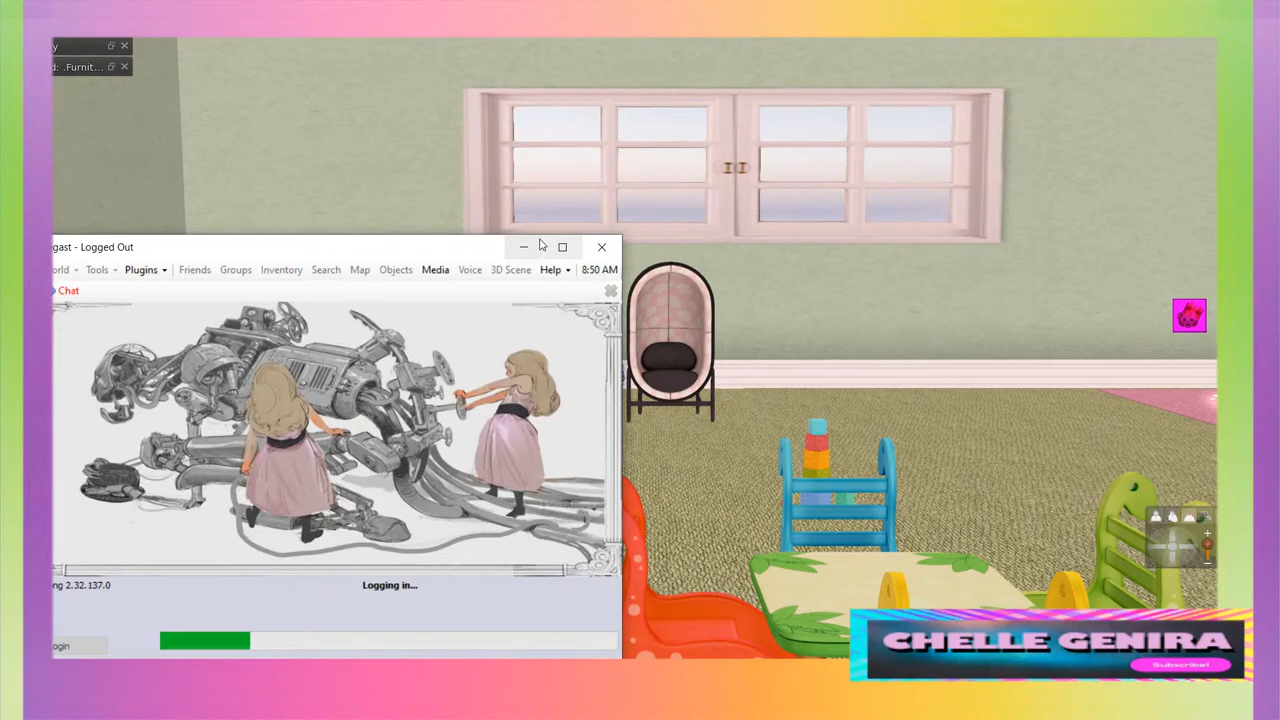 y
d: .Furnit...
gast - Logged Out
orld Tools Plugins Friends Groups Inventory Search Map Objects Media Voice 3D Scene Help 8:50 AM
Chat
ng 2.32.137.0
Logging in...
ogin
CHELLE GENIRA
Subscribe!